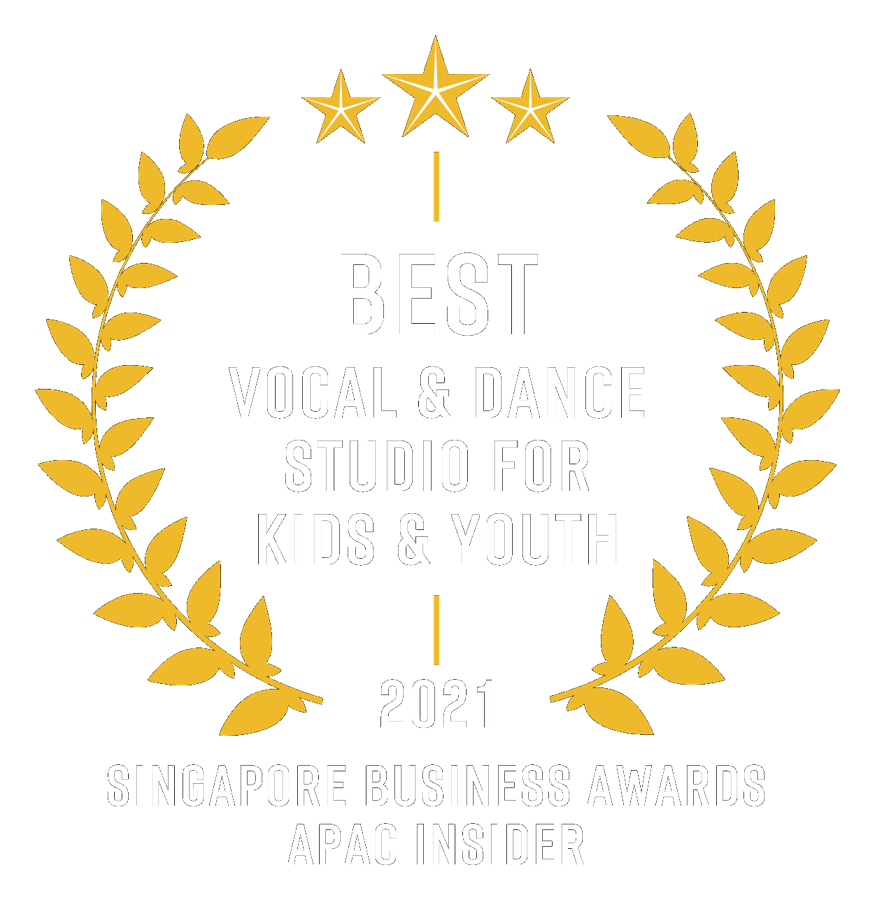 BEST
VOCAL & DANCE
STUDIO FOR
KIDS & YOUTH
2021
SINGAPORE BUSINESS AWARDS
APAC INSIDER